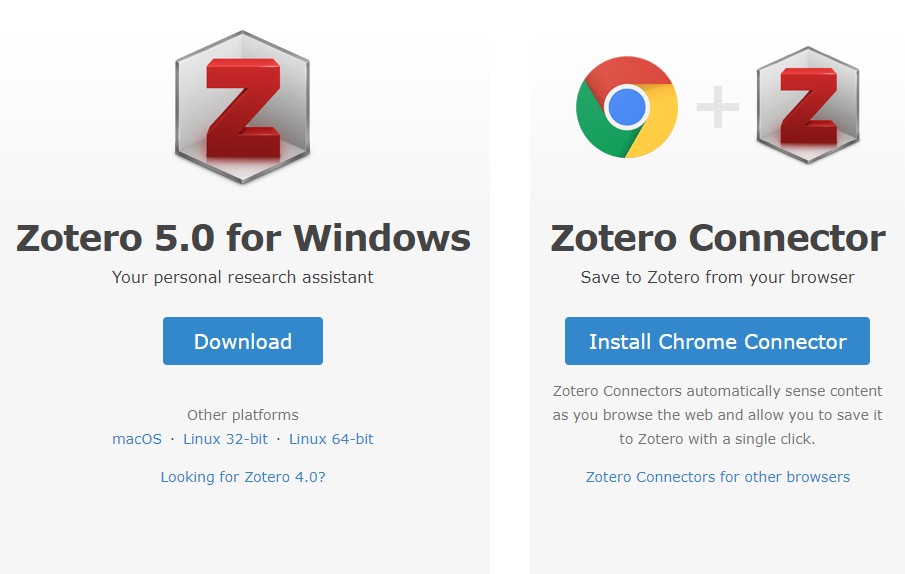 Zotero 5.0 for Windows
Your personal research assistant
Download
Other platforms
macOS · Linux 32-bit · Linux 64-bit
Looking for Zotero 4.0?
Zotero Connector
Save to Zotero from your browser
Install Chrome Connector
Zotero Connectors automatically sense content
as you browse the web and allow you to save it
to Zotero with a single click.
Zotero Connectors for other browsers